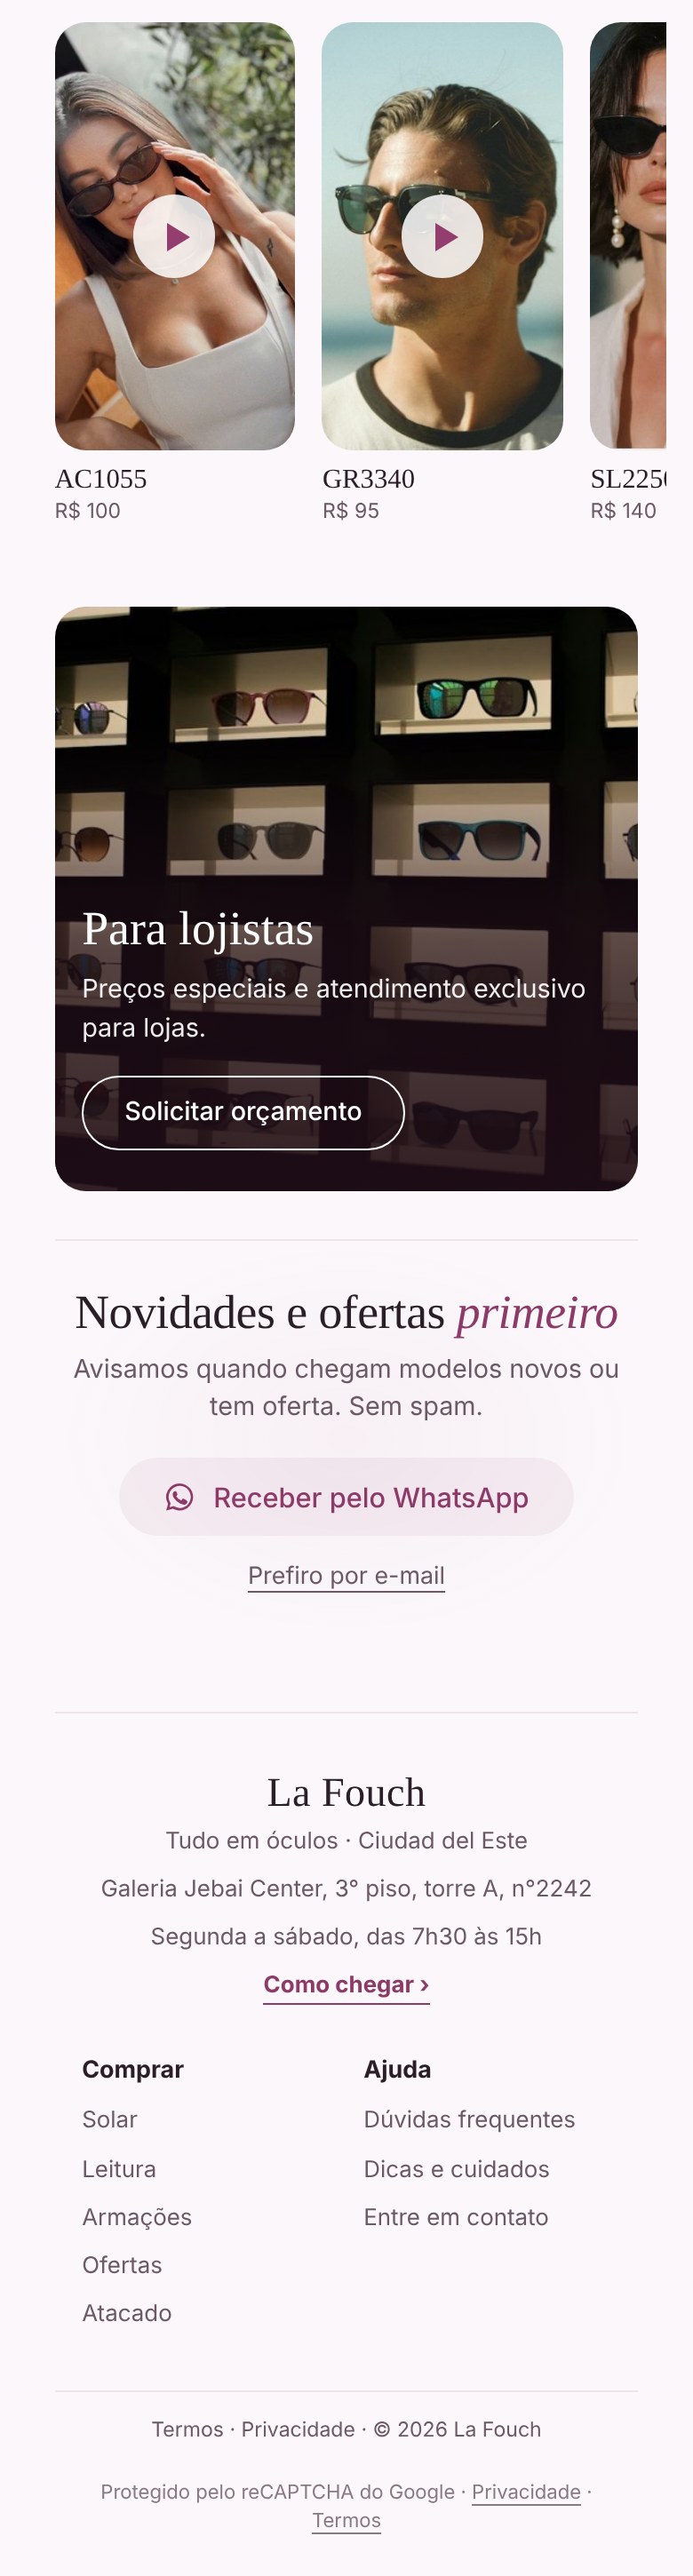 AC1055
R$ 100
GR3340
R$ 95
R$ 140
Para lojistas
Preços especiais e atendimento exclusivo
para lojas.
Solicitar orçamento
Novidades e ofertas primeiro
Avisamos quando chegam modelos novos ou
tem oferta. Sem spam.
Receber pelo WhatsApp
Prefiro por e-mail
La Fouch
Tudo em óculos · Ciudad del Este
Galeria Jebai Center, 3° piso, torre A, n°2242
Segunda a sábado, das 7h30 às 15h
Como chegar ›
Comprar
Solar
Leitura
Armações
Ofertas
Atacado
Ajuda
Dúvidas frequentes
Dicas e cuidados
Entre em contato
Termos · Privacidade · © 2026 La Fouch
Protegido pelo reCAPTCHA do Google · Privacidade ·
Termos